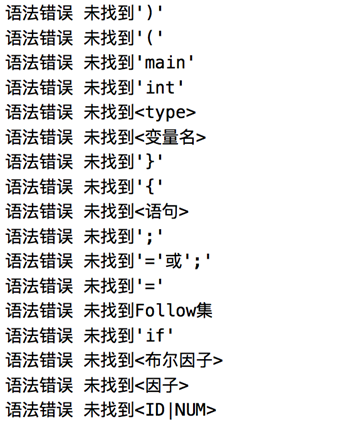 语法错误 未找到')'
语法错误 未找到'('
语法错误 未找到'main'
语法错误 未找到'int'
语法错误 未找到<type>
语法错误 未找到<变量名>
语法错误 未找到'}'
语法错误 未找到'{'
语法错误 未找到<语句>
语法错误 未找到';'
语法错误 未找到'='或';'
语法错误 未找到'='
语法错误 未找到Follow集
语法错误 未找到'if'
语法错误 未找到<布尔因子>
语法错误 未找到<因子>
语法错误 未找到<ID|NUM>